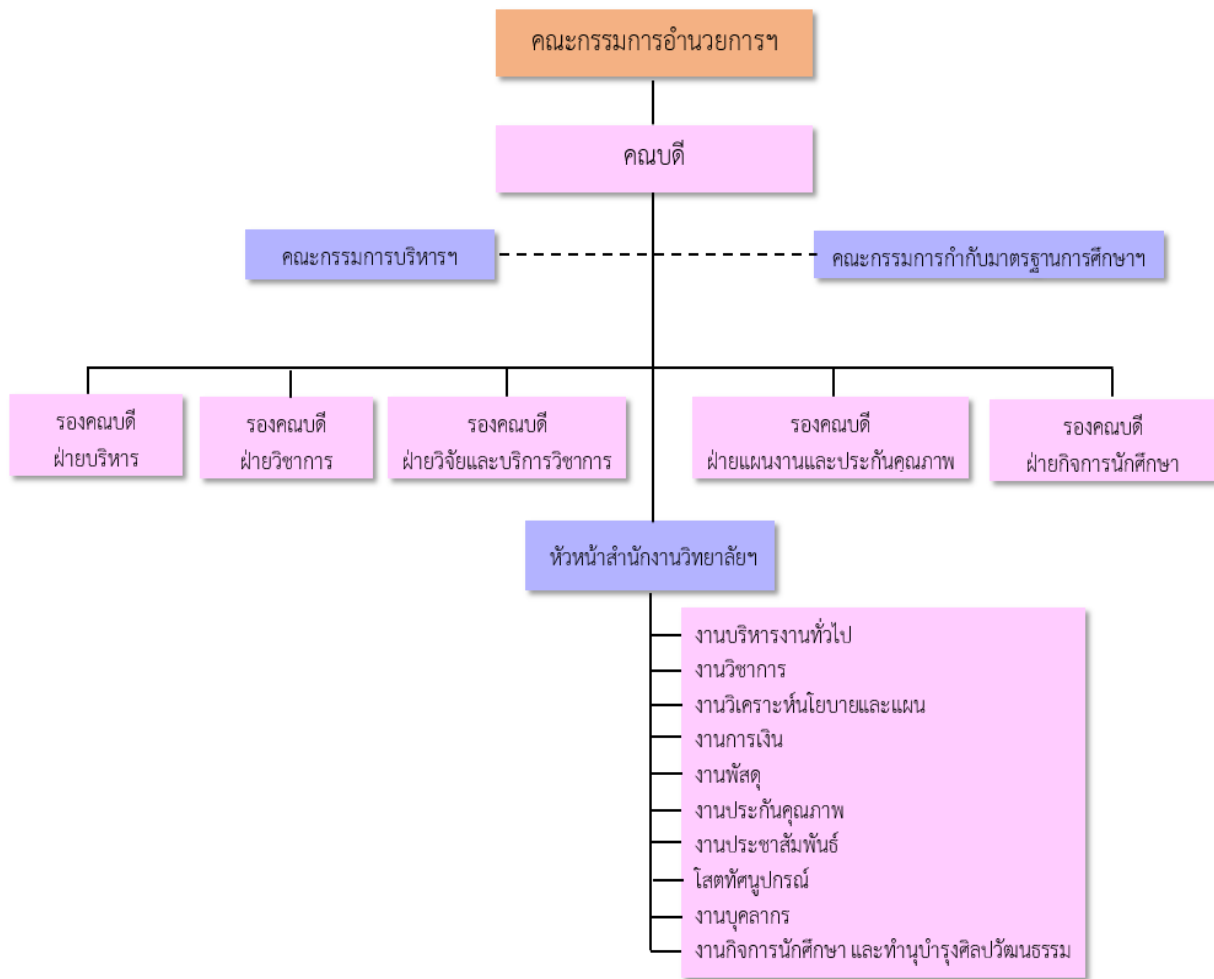 คณะกรรมการอำนวยการฯ
คณบดี
คณะกรรมการบริหารฯ
คณะกรรมการกำกับมาตรฐานการศึกษาฯ
รองคณบดี
ฝ่ายบริหาร
รองคณบดี
ฝ่ายวิชาการ
รองคณบดี
ฝ่ายวิจัยและบริการวิชาการ
รองคณบดี
ฝ่ายแผนงานและประกันคุณภาพ
รองคณบดี
ฝ่ายกิจการนักศึกษา
หัวหน้าสำนักงานวิทยาลัยฯ
งานบริหารงานทั่วไป
งานวิชาการ
งานวิเคราะห์นโยบายและแผน
งานการเงิน
งานพัสดุ
งานประกันคุณภาพ
งานประชาสัมพันธ์
โสตทัศนูปกรณ์
งานบุคลากร
งานกิจการนักศึกษา และทำนุบำรุงศิลปวัฒนธรรม